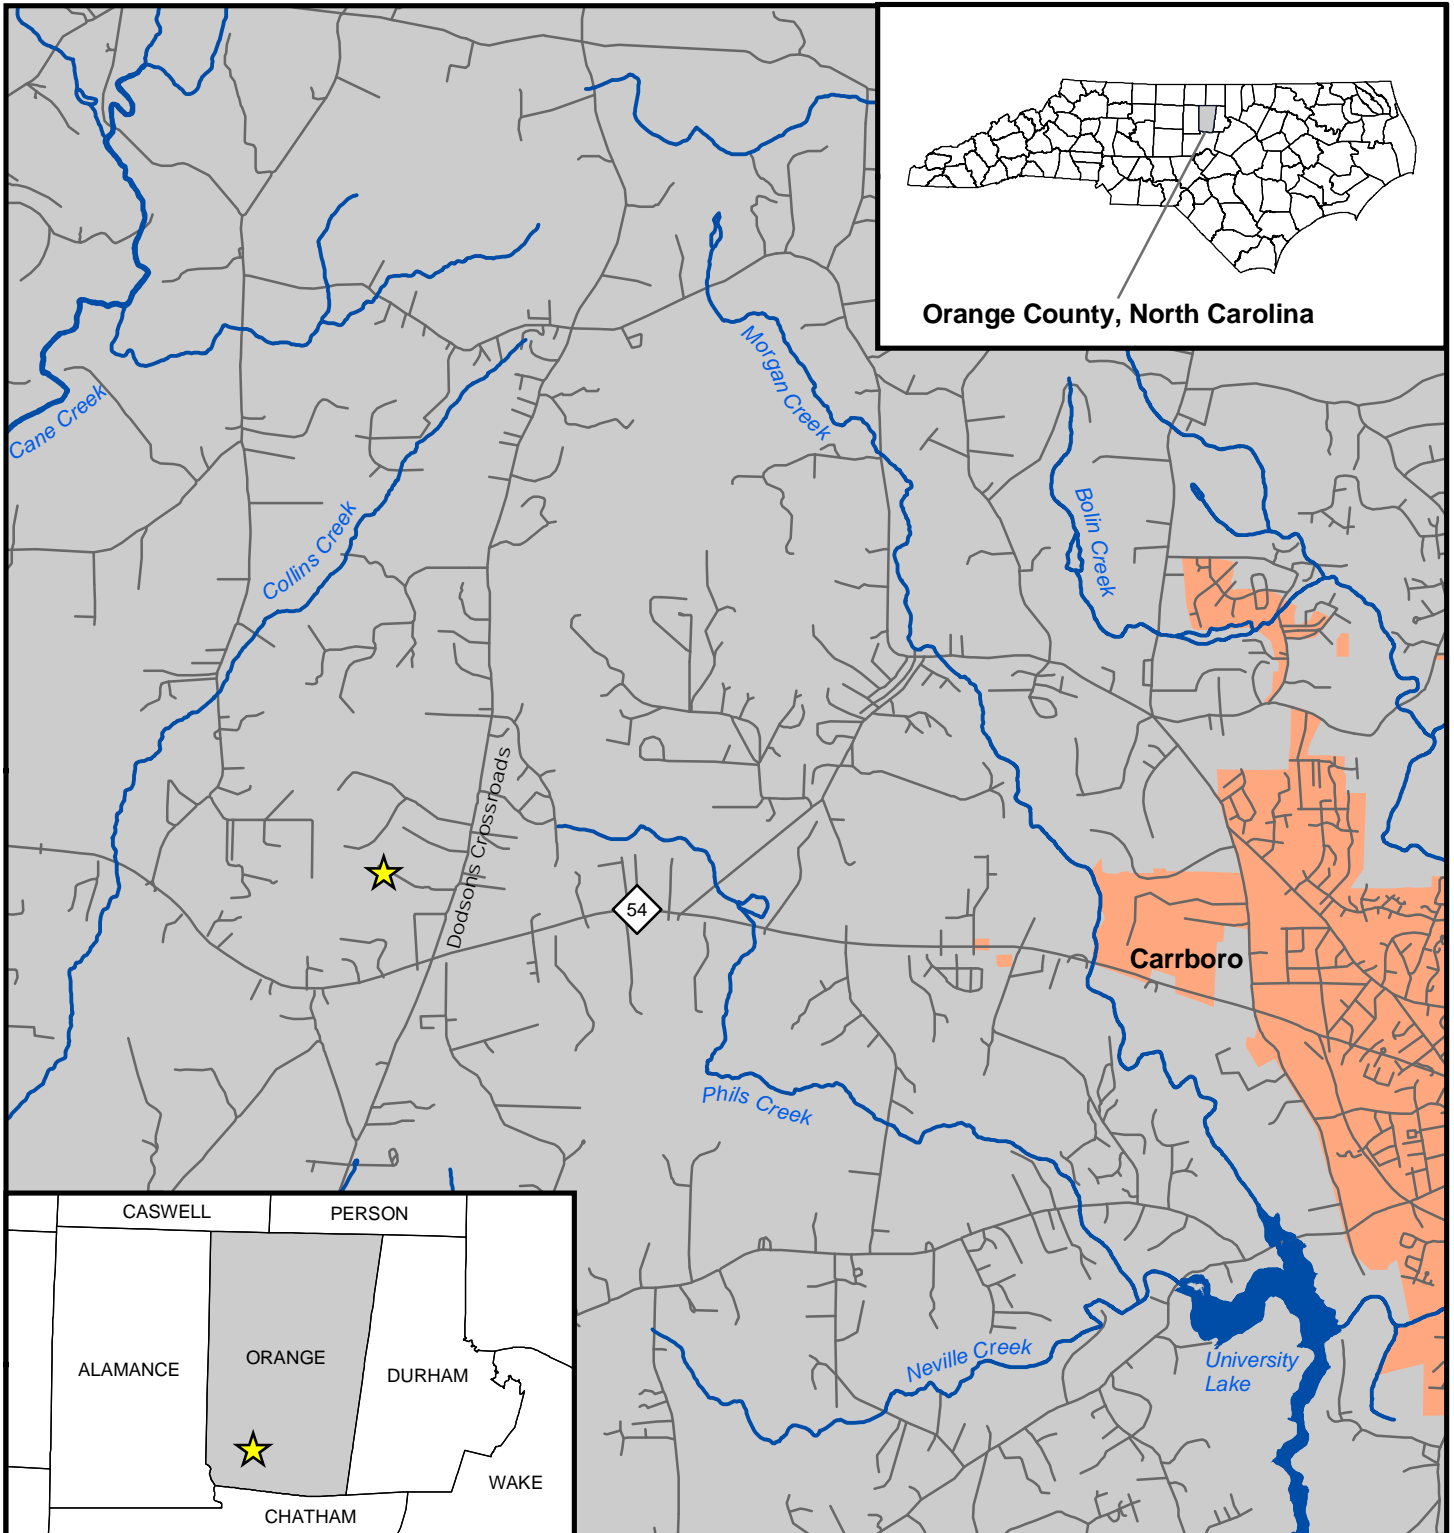 Orange County, North Carolina
Morgan Creek
Cane Creek
Bolin Creek
Collins Creek
Dodsons Crossroads
54
Carrboro
Phils Creek
Neville Creek
University
Lake
CASWELL
PERSON
ALAMANCE
ORANGE
DURHAM
WAKE
CHATHAM